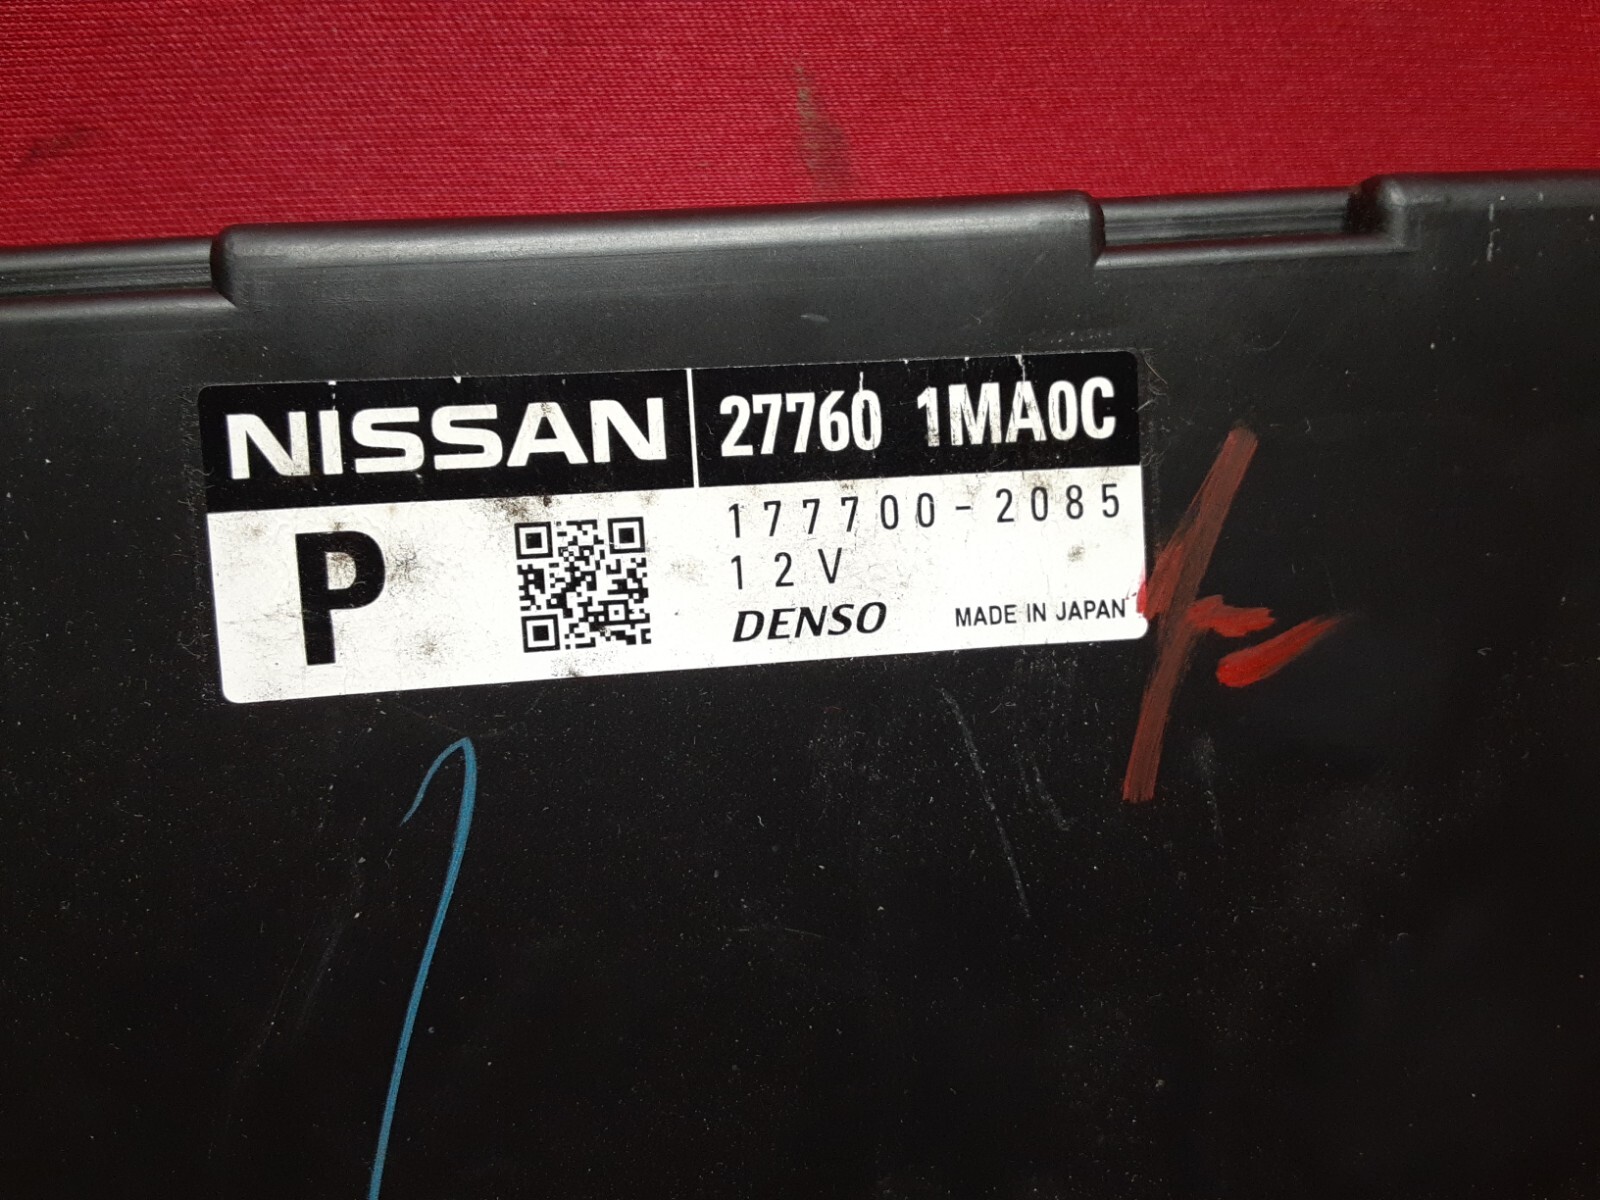 NISSAN 27760 1MA0C
P
177700-2085
12V
DENSO MADE IN JAPAN